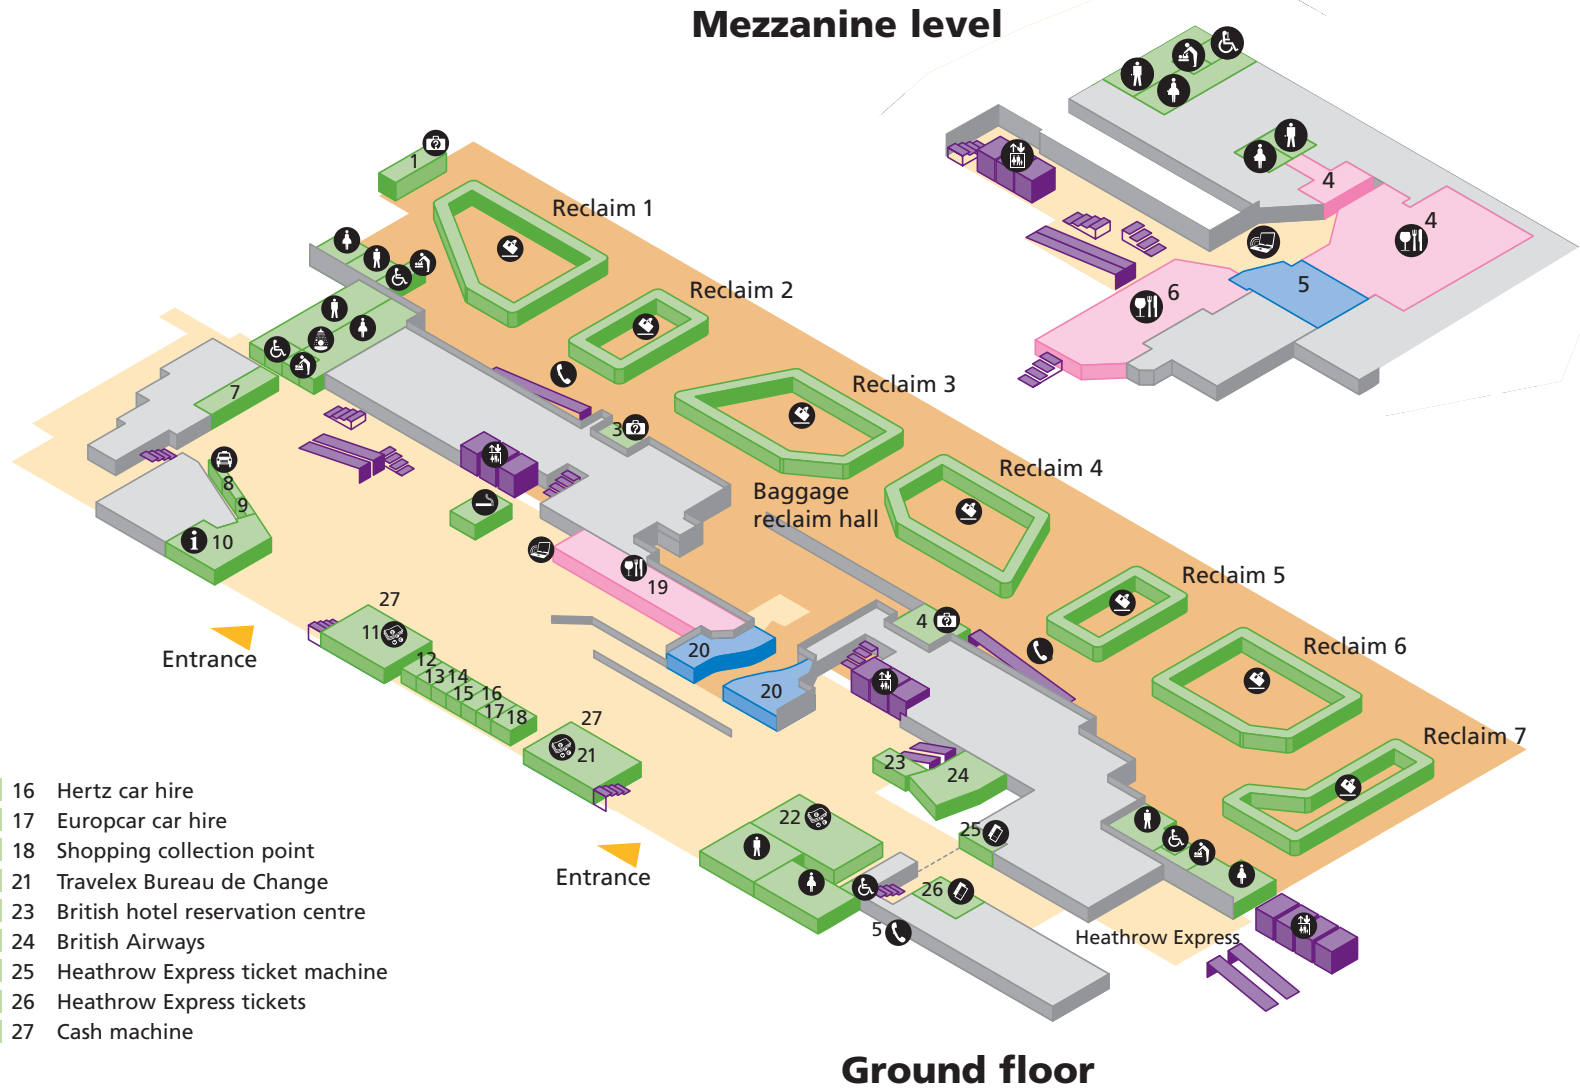 Mezzanine level
4
4
5
6
1
Reclaim 1
Reclaim 2
Reclaim 3
Reclaim 4
Reclaim 5
Reclaim 6
Reclaim 7
Baggage
reclaim hall
3
7
8
9
i 10
19
4
20
20
27
11
12
13 14
15 16
17 18
27
21
Entrance
Entrance
22
23
24
25
26
5
Heathrow Express
16 Hertz car hire
17 Europcar car hire
18 Shopping collection point
21 Travelex Bureau de Change
23 British hotel reservation centre
24 British Airways
25 Heathrow Express ticket machine
26 Heathrow Express tickets
27 Cash machine
Ground floor